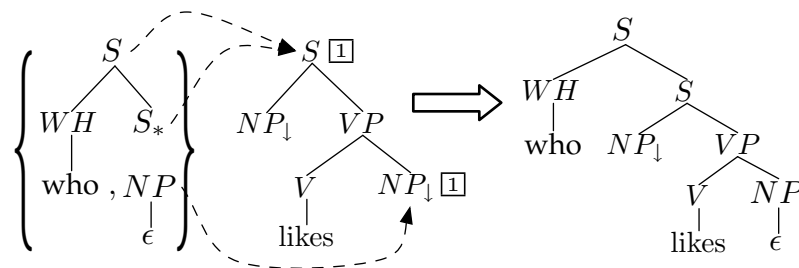 S
WH S*
who , NP
ϵ
S 1
NP↓ VP
V NP↓ 1
likes
S
WH S
who NP↓ VP
V NP
likes ϵ